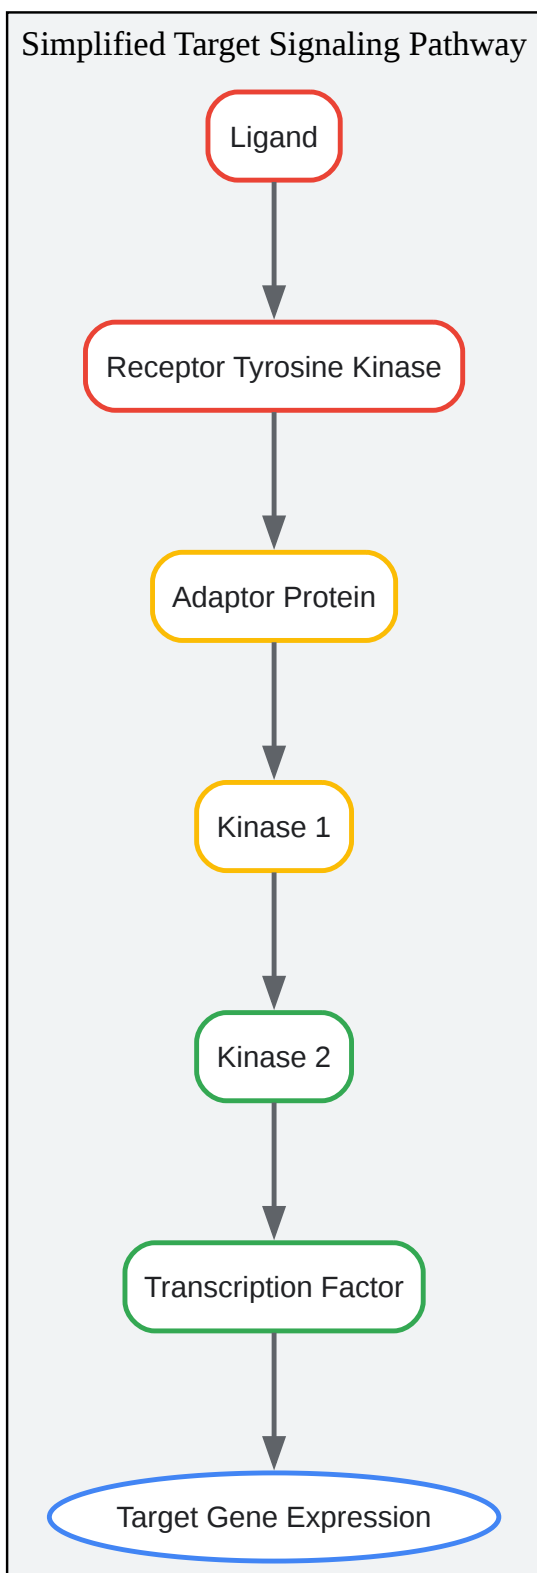 Simplified Target Signaling Pathway
Ligand
Receptor Tyrosine Kinase
Adaptor Protein
Kinase 1
Kinase 2
Transcription Factor
Target Gene Expression